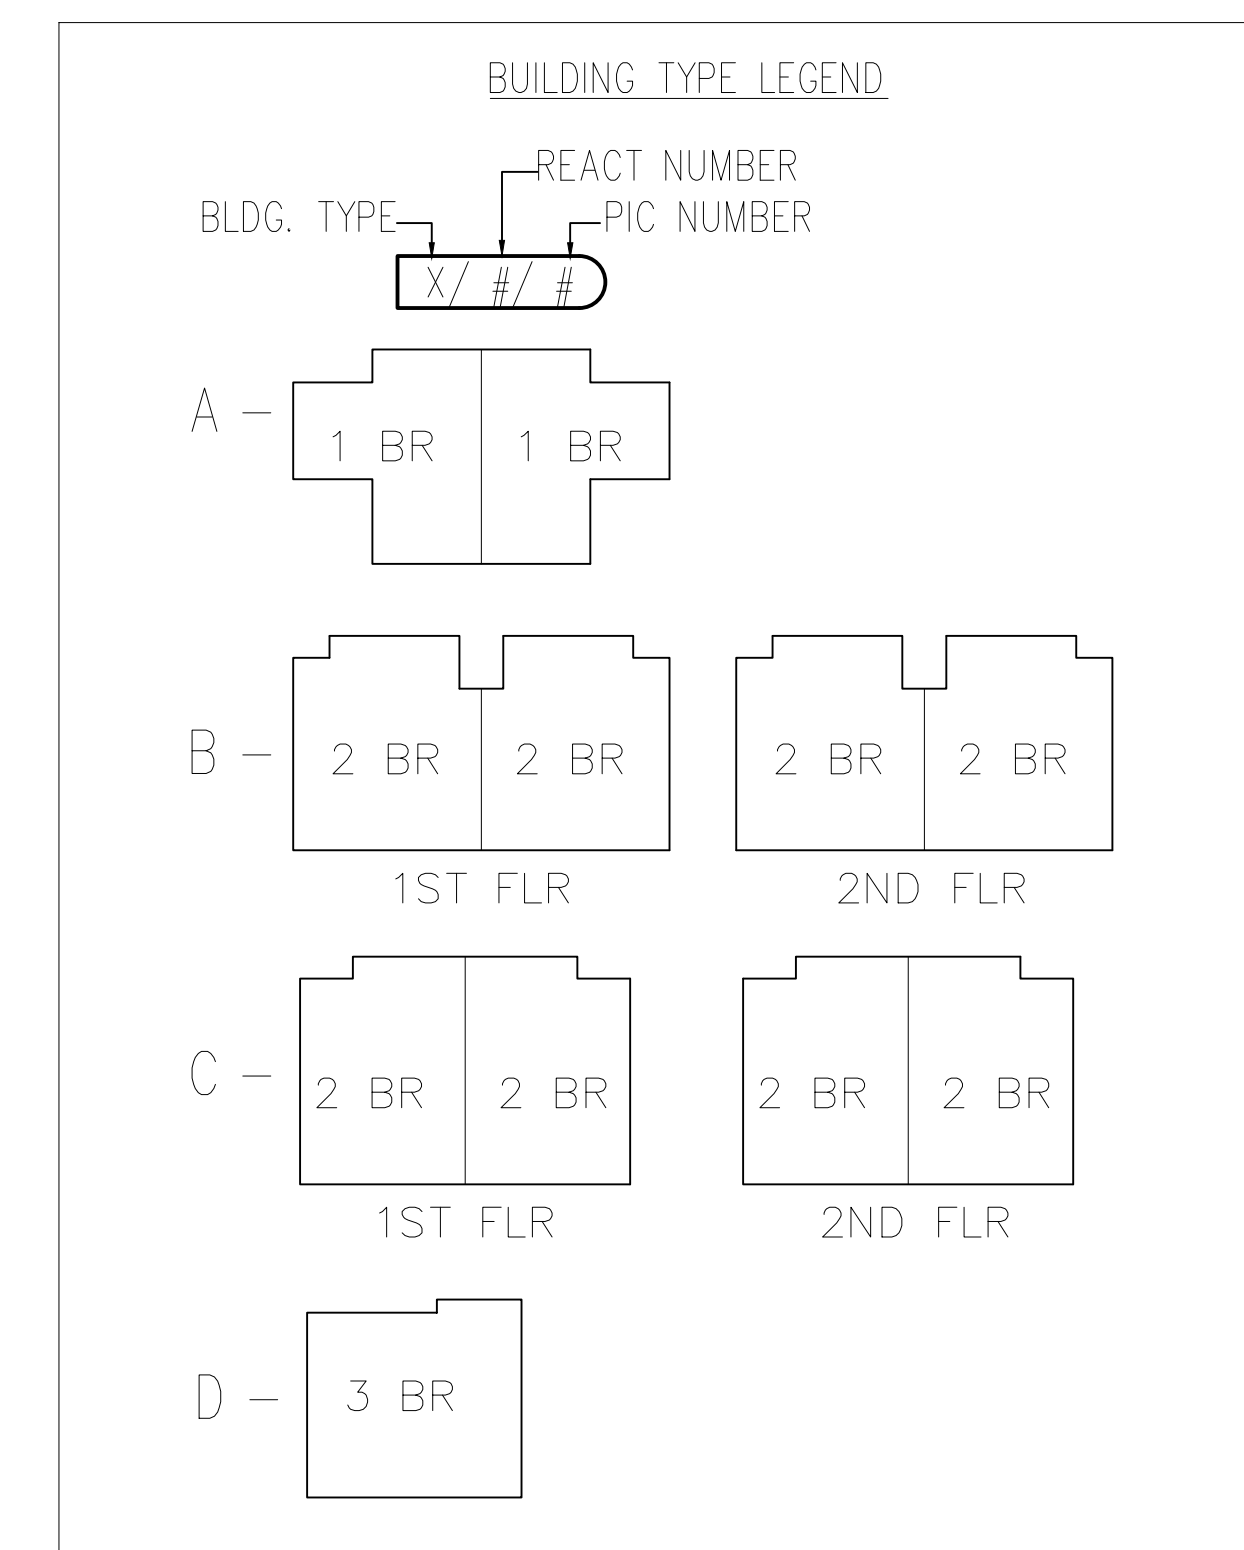 BUILDING TYPE LEGEND
REACT NUMBER
BLDG. TYPE PIC NUMBER
X/ #/ #
A - 1 BR 1 BR
B - 2 BR 2 BR 2 BR 2 BR
1ST FLR 2ND FLR
C - 2 BR 2 BR 2 BR 2 BR
1ST FLR 2ND FLR
D - 3 BR